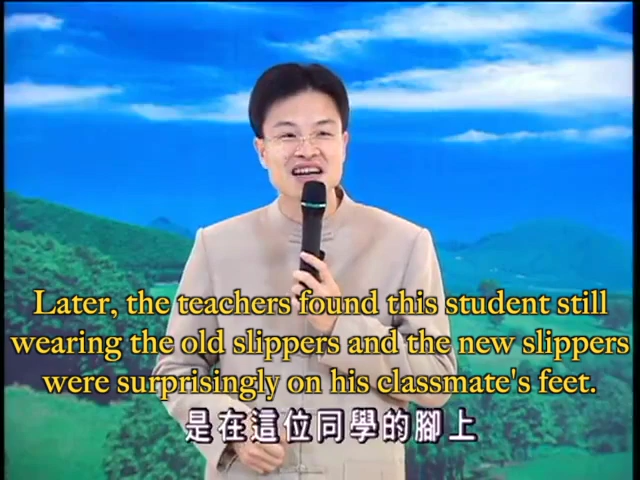 Later, the teachers found this student still
wearing the old slippers and the new slippers
were surprisingly on his classmate's feet.
是在這位同學的腳上